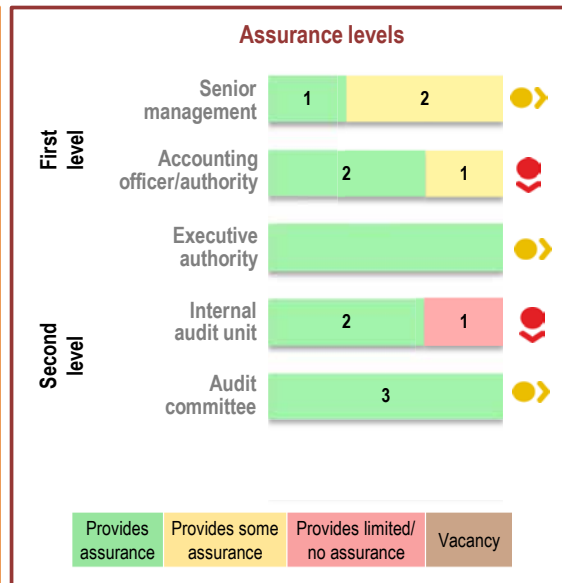 Assurance levels
First
level
Senior
management
1
2
Accounting
officer/authority
2
1
Executive
authority
Second
level
Internal
audit unit
2
1
Audit
committee
3
Provides
assurance
Provides some
assurance
Provides limited/
no assurance
Vacancy